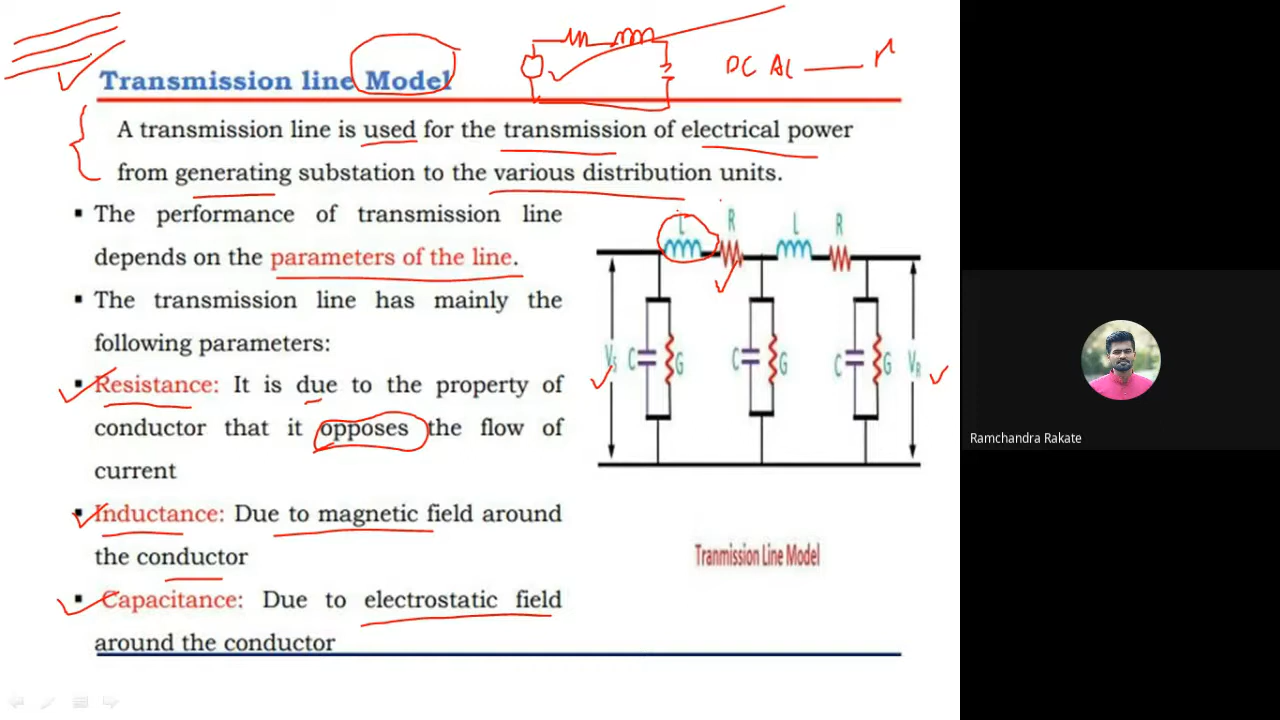 Transmission line Model
DC AC
A transmission line is used for the transmission of electrical power
from generating substation to the various distribution units.
▪ The performance of transmission line
depends on the parameters of the line.
▪ The transmission line has mainly the
following parameters:
▪ Resistance: It is due to the property of
conductor that it opposes the flow of
current
▪ Inductance: Due to magnetic field around
the conductor
▪ Capacitance: Due to electrostatic field
around the conductor
L R L R
VS C G C G C G VR
Tranmission Line Model
Ramchandra Rakate